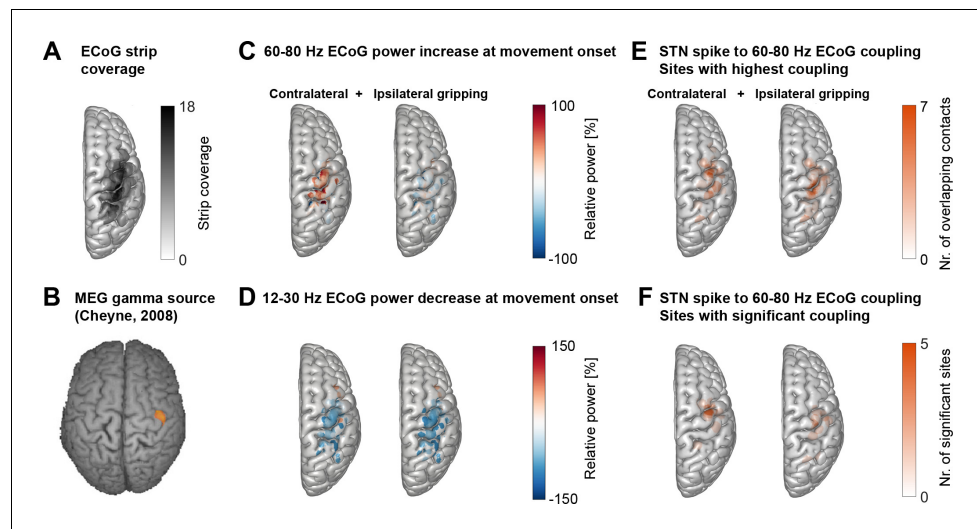 A ECoG strip
coverage
18
0
Strip coverage
B MEG gamma source
(Cheyne, 2008)
C 60-80 Hz ECoG power increase at movement onset
Contralateral + Ipsilateral gripping
100
-100
Relative power [%]
D 12-30 Hz ECoG power decrease at movement onset
150
-150
Relative power [%]
E STN spike to 60-80 Hz ECoG coupling
Sites with highest coupling
Contralateral + Ipsilateral gripping
7
0
Nr. of overlapping contacts
F STN spike to 60-80 Hz ECoG coupling
Sites with significant coupling
5
0
Nr. of significant sites